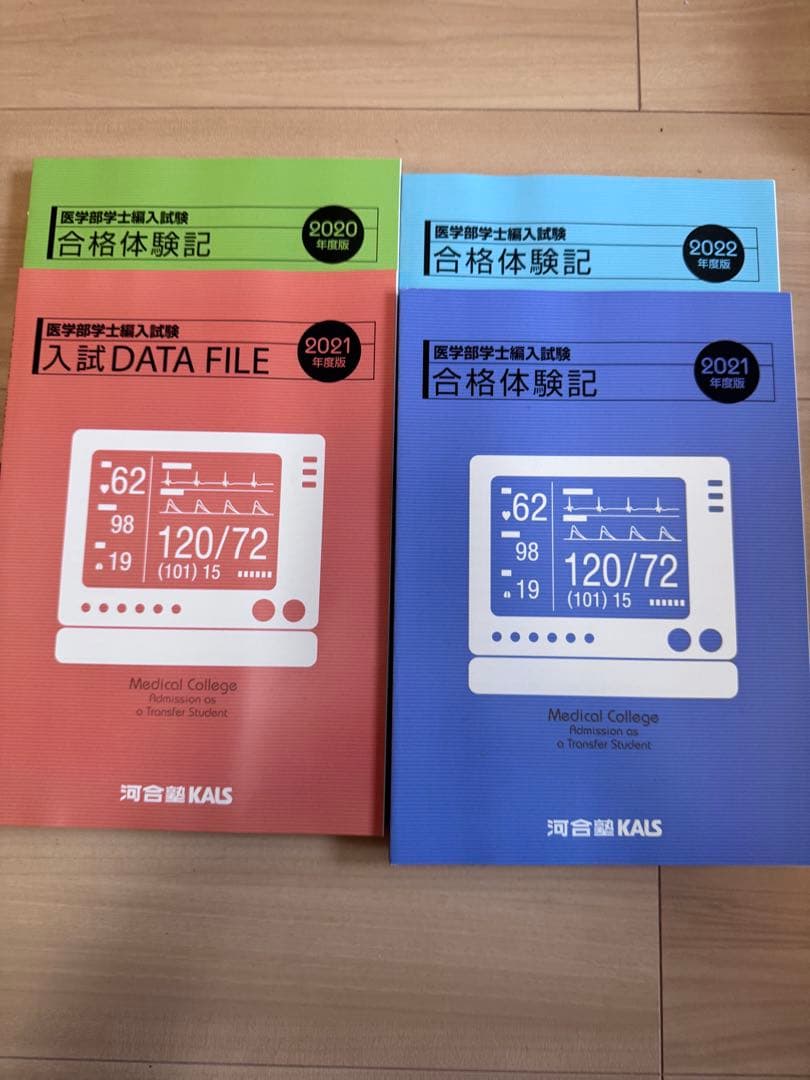 医学部学士編入試験
合格体験記
2020
年度版
医学部学士編入試験
合格体験記
2022
年度版
医学部学士編入試験
入試DATA FILE
2021
年度版
62
98
19
120/72
(101) 15
Medical College
Admission as
a Transfer Student
河合塾KALS
医学部学士編入試験
合格体験記
2021
年度版
62
98
19
120/72
(101) 15
Medical College
Admission as
a Transfer Student
河合塾KALS